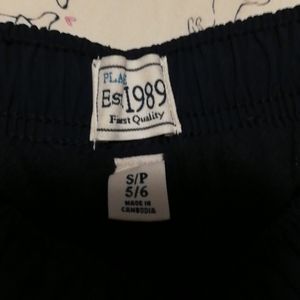 PLACE
Est. 1989
First Quality
S/P
5/6
MADE IN
CAMBODIA